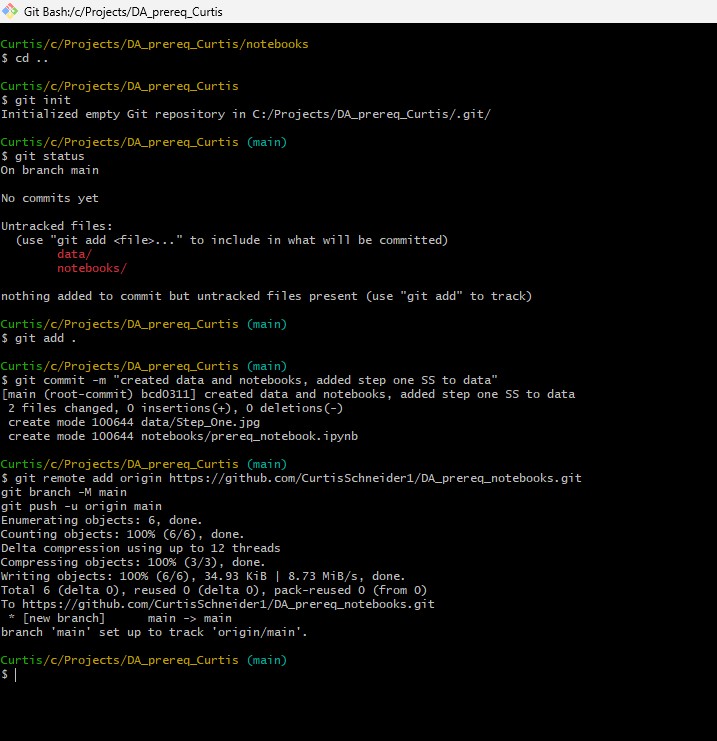 Git Bash:/c/Projects/DA_prereq_Curtis
Curtis/c/Projects/DA_prereq_Curtis/notebooks
$ cd ..
Curtis/c/Projects/DA_prereq_Curtis
$ git init
Initialized empty Git repository in C:/Projects/DA_prereq_Curtis/.git/
Curtis/c/Projects/DA_prereq_Curtis (main)
$ git status
On branch main
No commits yet
Untracked files:
  (use "git add <file>..." to include in what will be committed)
        data/
        notebooks/
nothing added to commit but untracked files present (use "git add" to track)
Curtis/c/Projects/DA_prereq_Curtis (main)
$ git add .
Curtis/c/Projects/DA_prereq_Curtis (main)
$ git commit -m "created data and notebooks, added step one SS to data"
[main (root-commit) bcd0311] created data and notebooks, added step one SS to data
 2 files changed, 0 insertions(+), 0 deletions(-)
 create mode 100644 data/Step_One.jpg
 create mode 100644 notebooks/prereq_notebook.ipynb
Curtis/c/Projects/DA_prereq_Curtis (main)
$ git remote add origin https://github.com/CurtisSchneider1/DA_prereq_notebooks.git
git branch -M main
git push -u origin main
Enumerating objects: 6, done.
Counting objects: 100% (6/6), done.
Delta compression using up to 12 threads
Compressing objects: 100% (3/3), done.
Writing objects: 100% (6/6), 34.93 KiB | 8.73 MiB/s, done.
Total 6 (delta 0), reused 0 (delta 0), pack-reused 0 (from 0)
To https://github.com/CurtisSchneider1/DA_prereq_notebooks.git
 * [new branch]      main -> main
branch 'main' set up to track 'origin/main'.
Curtis/c/Projects/DA_prereq_Curtis (main)
$